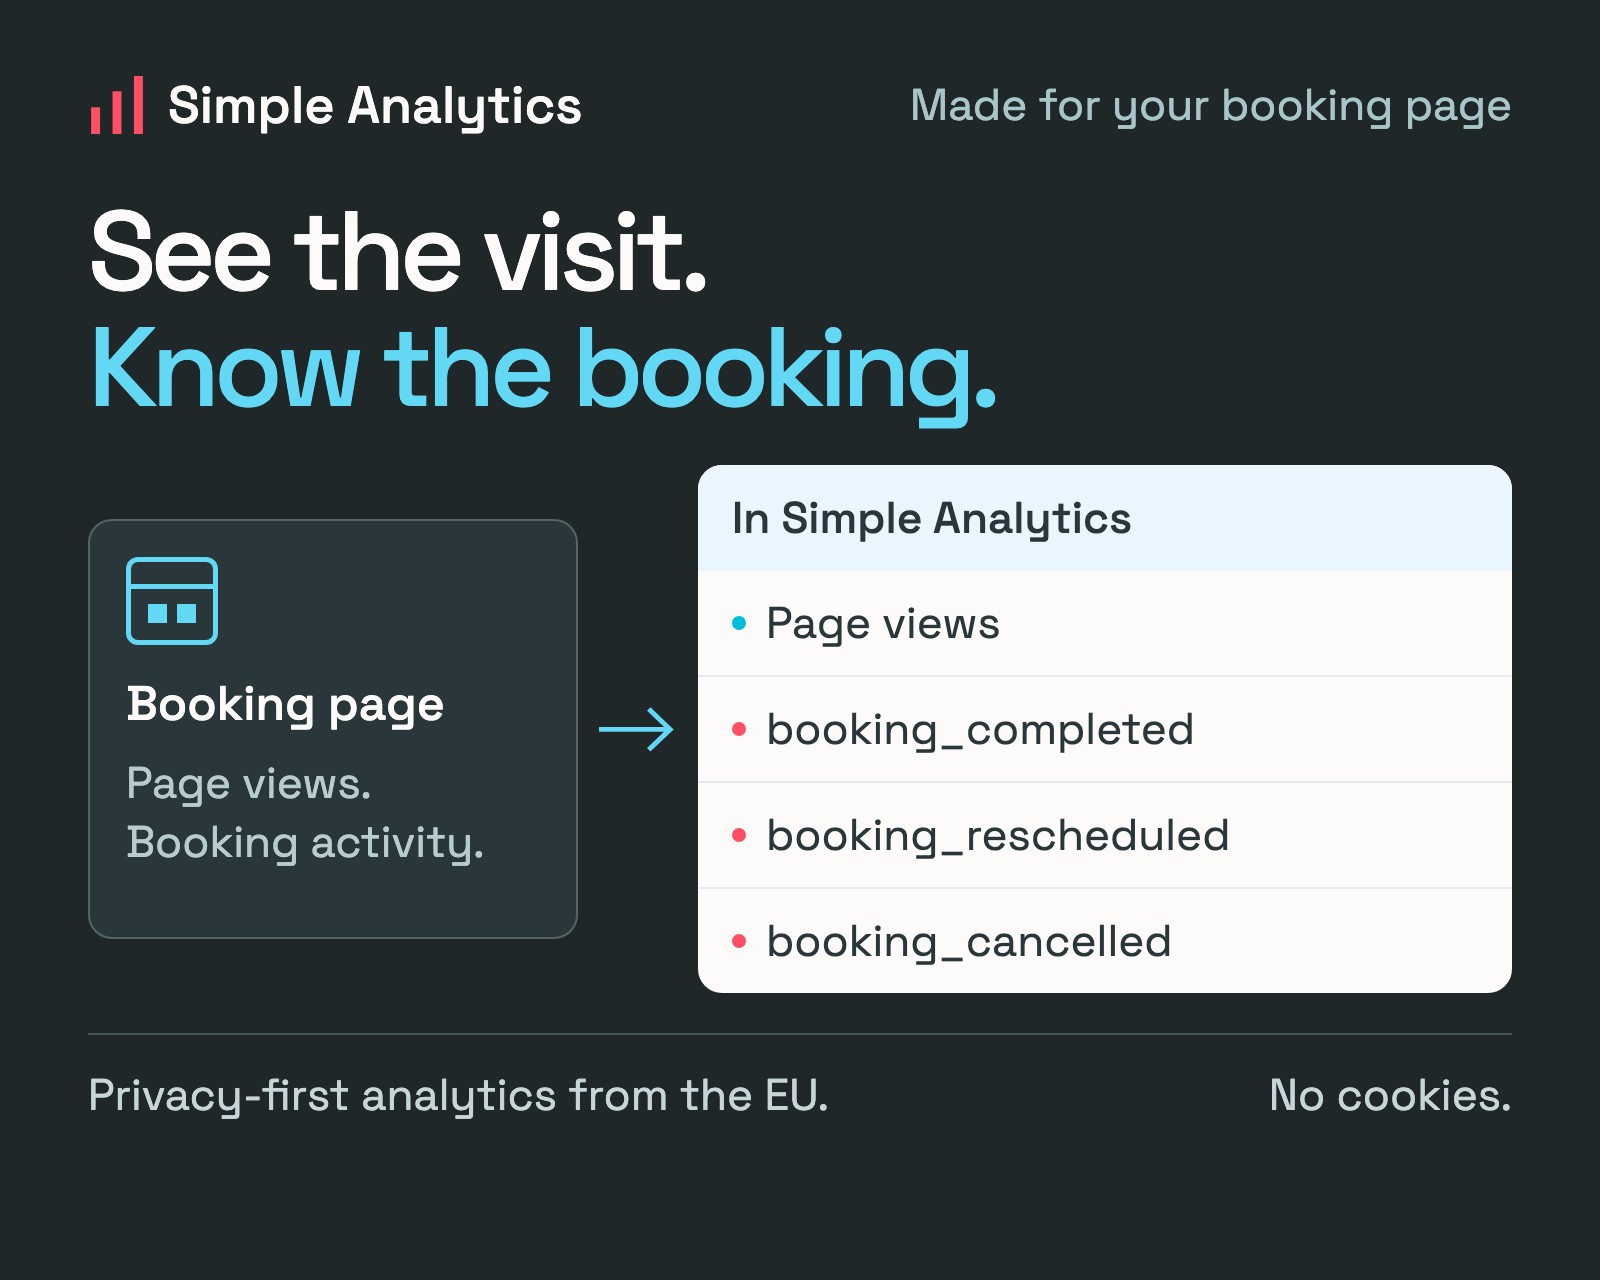 Simple Analytics
Made for your booking page
See the visit.
Know the booking.
Booking page
Page views.
Booking activity.
In Simple Analytics
Page views
booking_completed
booking_rescheduled
booking_cancelled
Privacy-first analytics from the EU.
No cookies.